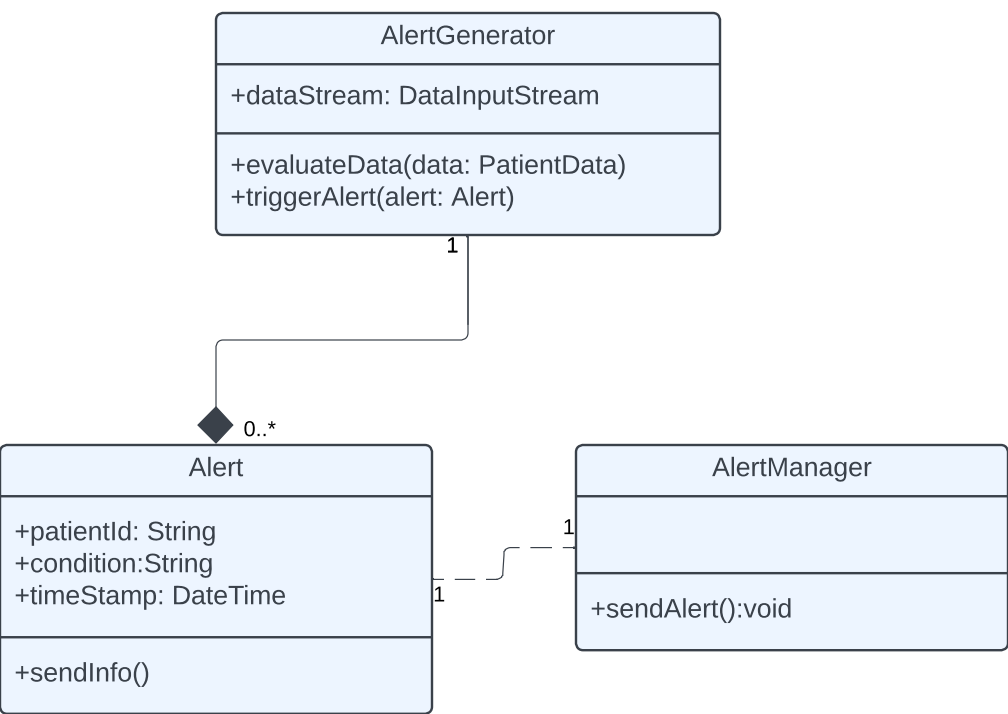 AlertGenerator
+dataStream: DataInputStream
+evaluateData(data: PatientData)
+triggerAlert(alert: Alert)
1
0..*
Alert
+patientId: String
+condition:String
+timeStamp: DateTime
+sendInfo()
1
1
AlertManager
+sendAlert():void